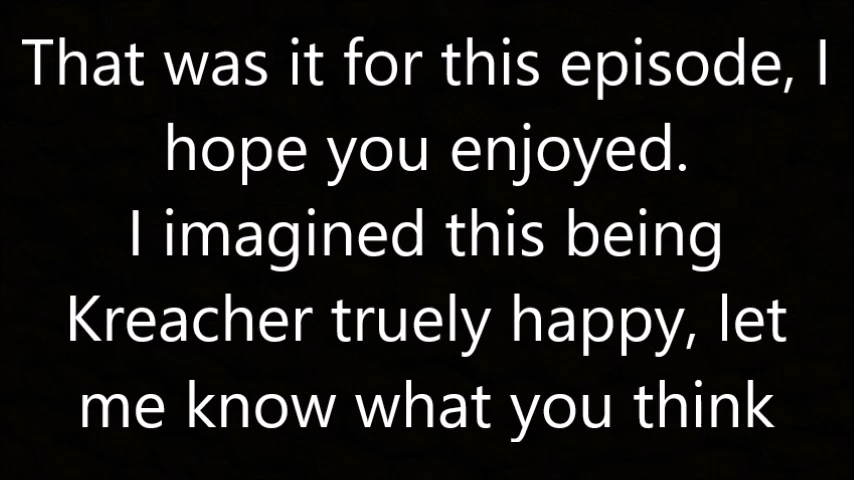 That was it for this episode, I
hope you enjoyed.
I imagined this being
Kreacher truely happy, let
me know what you think